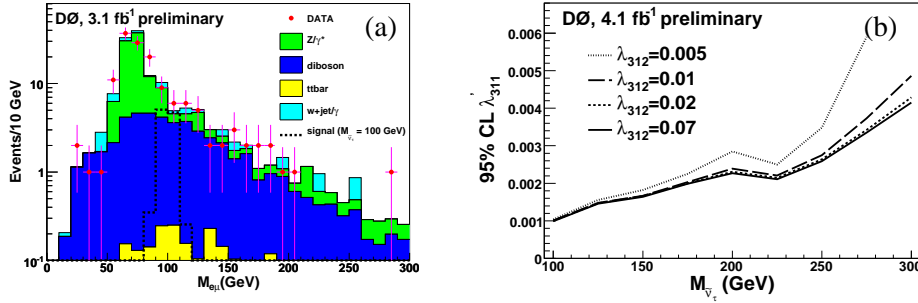 DØ, 3.1 fb⁻¹ preliminary
(a)
DATA
Z/γ*
diboson
ttbar
w+jet/γ
signal (M_ν̃τ = 100 GeV)
Events/10 GeV
10
1
10⁻¹
0 50 100 150 200 250 300
M_eμ(GeV)
DØ, 4.1 fb⁻¹ preliminary
(b)
λ₃₁₂=0.005
λ₃₁₂=0.01
λ₃₁₂=0.02
λ₃₁₂=0.07
95% CL λ'₃₁₁
0.006
0.005
0.004
0.003
0.002
0.001
0.000
100 150 200 250 300
M_ν̃τ (GeV)